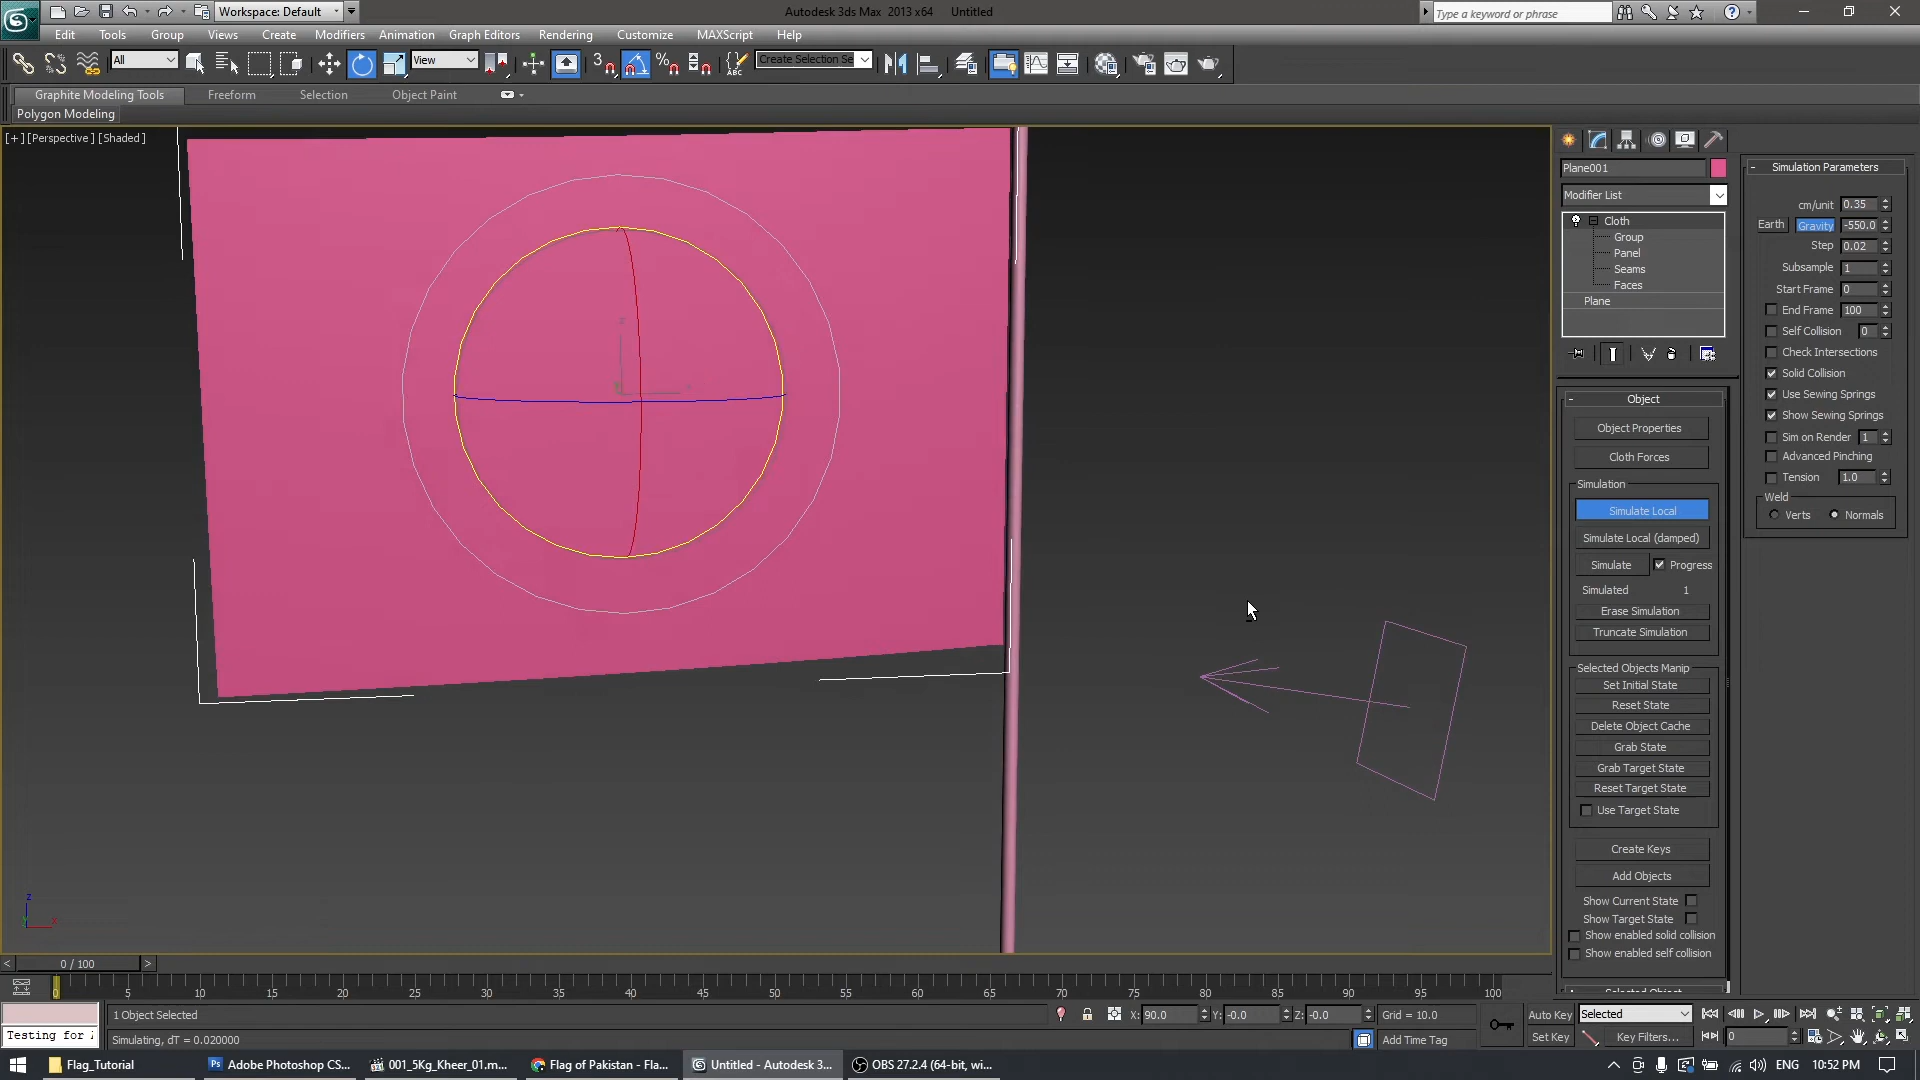 Workspace: Default
Autodesk 3ds Max 2013 x64 Untitled
Type a keyword or phrase
Edit Tools Group Views Create Modifiers Animation Graph Editors Rendering Customize MAXScript Help
All
View
3
%
ABC
Create Selection Se
Graphite Modeling Tools Freeform Selection Object Paint
Polygon Modeling
[+] [Perspective] [Shaded]
Plane001
Modifier List
Cloth
Group
Panel
Seams
Faces
Plane
- Object
Object Properties
Cloth Forces
Simulation
Simulate Local
Simulate Local (damped)
Simulate Progress
Simulated 1
Erase Simulation
Truncate Simulation
Selected Objects Manip
Set Initial State
Reset State
Delete Object Cache
Grab State
Grab Target State
Reset Target State
Use Target State
Create Keys
Add Objects
Show Current State
Show Target State
Show enabled solid collision
Show enabled self collision
- Simulation Parameters
cm/unit 0.35
Earth Gravity -550.0
Step 0.02
Subsample 1
Start Frame 0
End Frame 100
Self Collision 0
Check Intersections
Solid Collision
Use Sewing Springs
Show Sewing Springs
Sim on Render 1
Advanced Pinching
Tension 1.0
Weld
Verts Normals
z
x
< 0 / 100 >
0 5 10 15 20 25 30 35 40 45 50 55 60 65 70 75 80 85 90 95 100
1 Object Selected
X: 90.0 Y: -0.0 Z: -0.0 Grid = 10.0
Auto Key Selected
Testing for
Simulating, dT = 0.020000
Add Time Tag
Set Key Key Filters... 0
Flag_Tutorial
Ps Adobe Photoshop CS...
001_5Kg_Kheer_01.m...
Flag of Pakistan - Fla...
Untitled - Autodesk 3...
OBS 27.2.4 (64-bit, wi...
ENG 10:52 PM